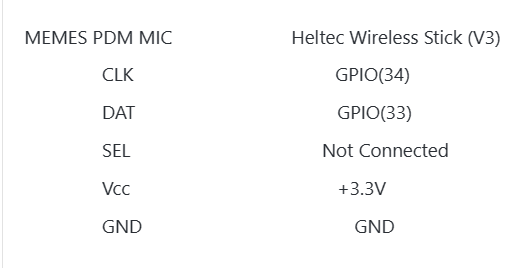 MEMES PDM MIC Heltec Wireless Stick (V3)
CLK GPIO(34)
DAT GPIO(33)
SEL Not Connected
Vcc +3.3V
GND GND